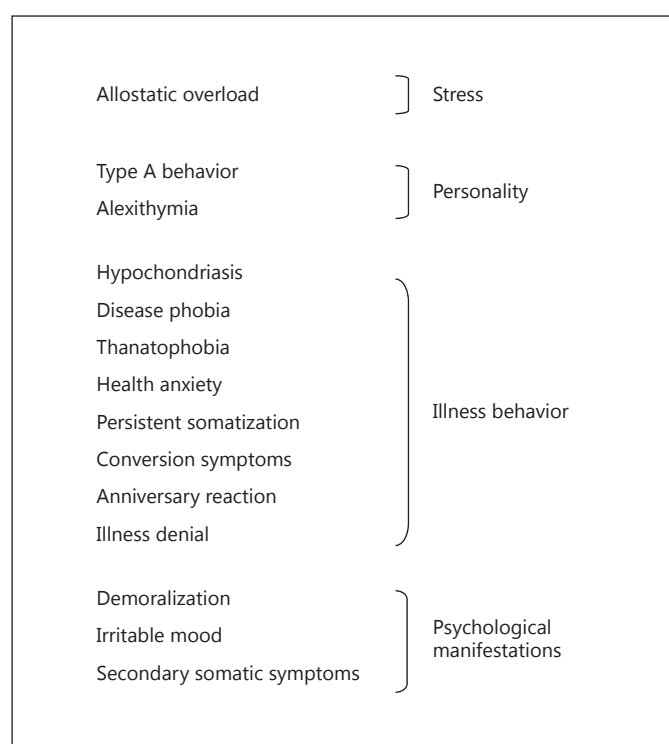 Allostatic overload
Stress
Type A behavior
Alexithymia
Personality
Hypochondriasis
Disease phobia
Thanatophobia
Health anxiety
Persistent somatization
Conversion symptoms
Anniversary reaction
Illness denial
Illness behavior
Demoralization
Irritable mood
Secondary somatic symptoms
Psychological
manifestations